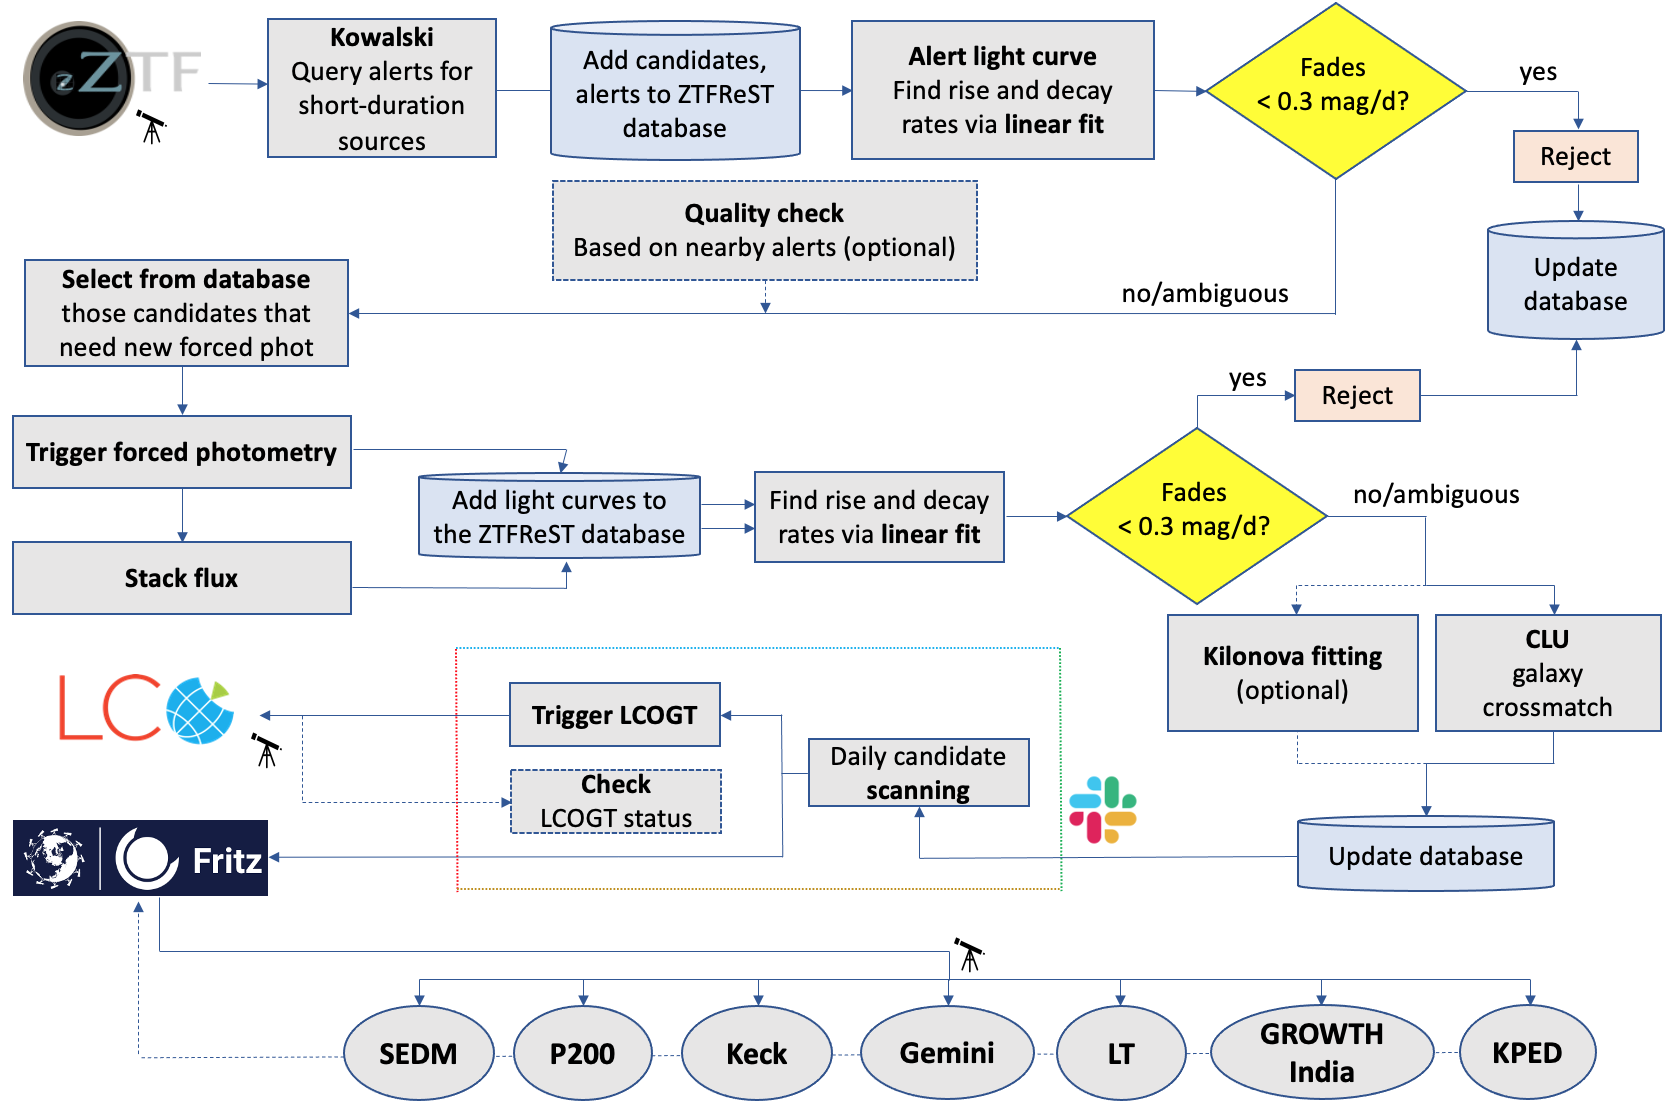 ZTF
Kowalski
Query alerts for
short-duration
sources
Add candidates,
alerts to ZTFReST
database
Alert light curve
Find rise and decay
rates via linear fit
Fades
< 0.3 mag/d?
yes
Reject
Update
database
Quality check
Based on nearby alerts (optional)
no/ambiguous
Select from database
those candidates that
need new forced phot
Trigger forced photometry
Stack flux
Add light curves to
the ZTFReST database
Find rise and decay
rates via linear fit
Fades
< 0.3 mag/d?
yes
Reject
no/ambiguous
Kilonova fitting
(optional)
CLU
galaxy
crossmatch
Update database
Daily candidate
scanning
Trigger LCOGT
Check
LCOGT status
LCO
Fritz
SEDM
P200
Keck
Gemini
LT
GROWTH
India
KPED